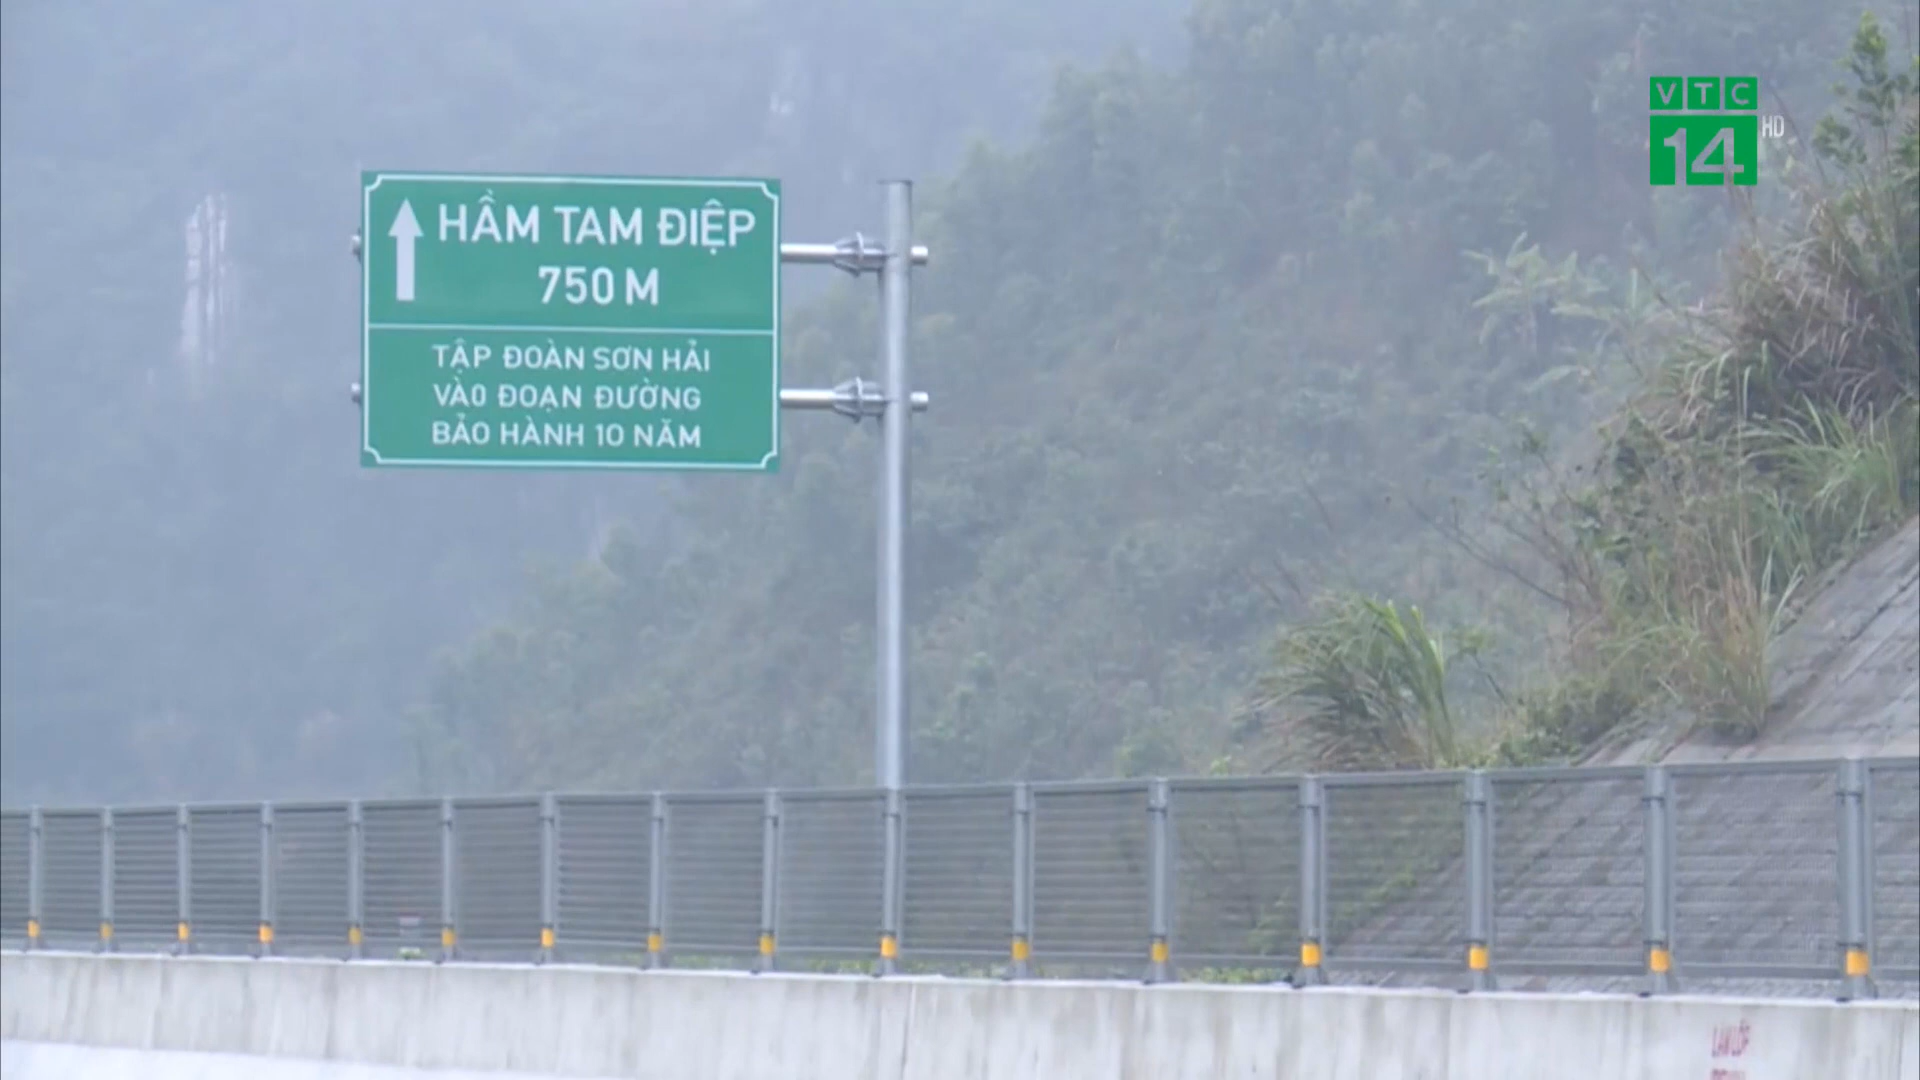 VTC
14 HD
HẦM TAM ĐIỆP
750 M
TẬP ĐOÀN SƠN HẢI
VÀO ĐOẠN ĐƯỜNG
BẢO HÀNH 10 NĂM